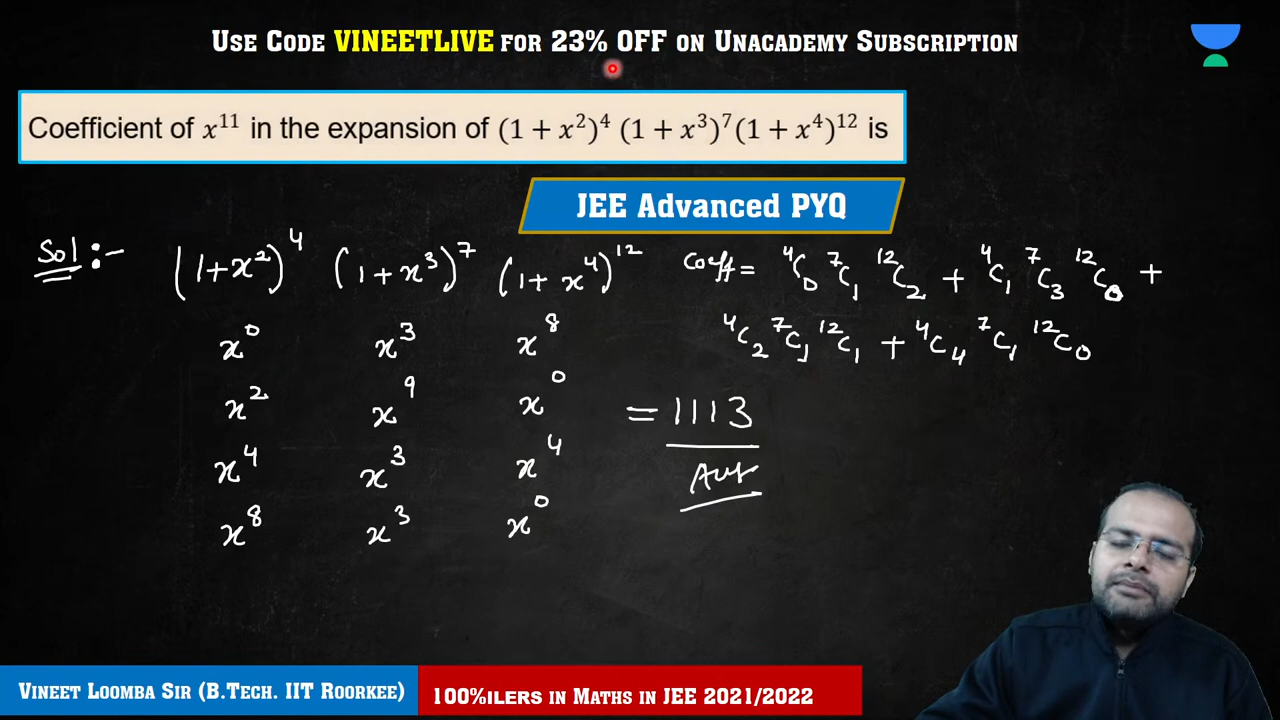 USE CODE VINEETLIVE FOR 23% OFF ON UNACADEMY SUBSCRIPTION
Coefficient of x¹¹ in the expansion of (1 + x²)⁴ (1 + x³)⁷(1 + x⁴)¹² is
JEE Advanced PYQ
Sol :- (1+x²)⁴ (1+x³)⁷ (1+x⁴)¹²
x⁰ x³ x⁸
x² x⁹ x⁰
x⁴ x³ x⁴
x⁸ x³ x⁰
Coeff = ⁴C₀ ⁷C₁ ¹²C₂ + ⁴C₁ ⁷C₃ ¹²C₀ +
⁴C₂ ⁷C₁ ¹²C₁ + ⁴C₄ ⁷C₁ ¹²C₀
= 1113
Ans
VINEET LOOMBA SIR (B.TECH. IIT ROORKEE)
100%ILERS IN MATHS IN JEE 2021/2022